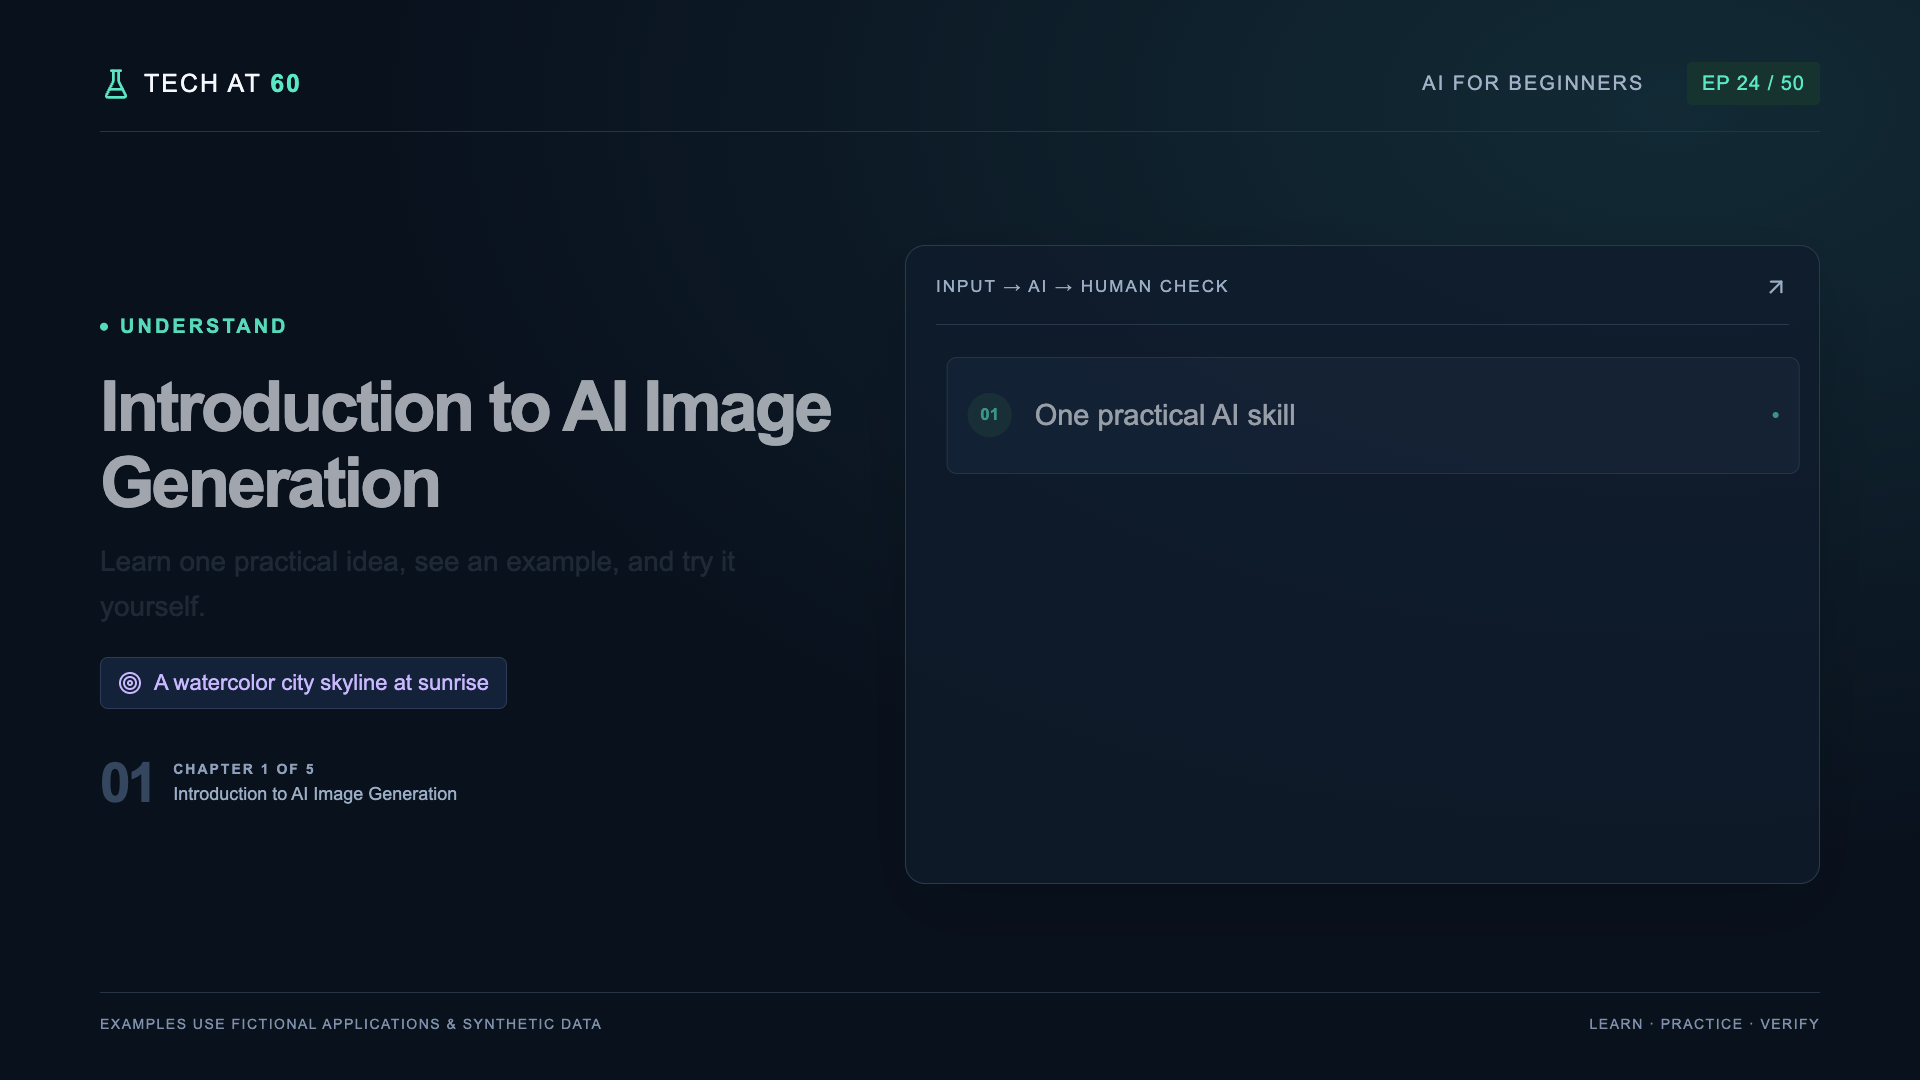 TECH AT 60
AI FOR BEGINNERS
EP 24 / 50
• UNDERSTAND
Introduction to AI Image
Generation
Learn one practical idea, see an example, and try it
yourself.
A watercolor city skyline at sunrise
01
CHAPTER 1 OF 5
Introduction to AI Image Generation
INPUT → AI → HUMAN CHECK
01
One practical AI skill
EXAMPLES USE FICTIONAL APPLICATIONS & SYNTHETIC DATA
LEARN · PRACTICE · VERIFY